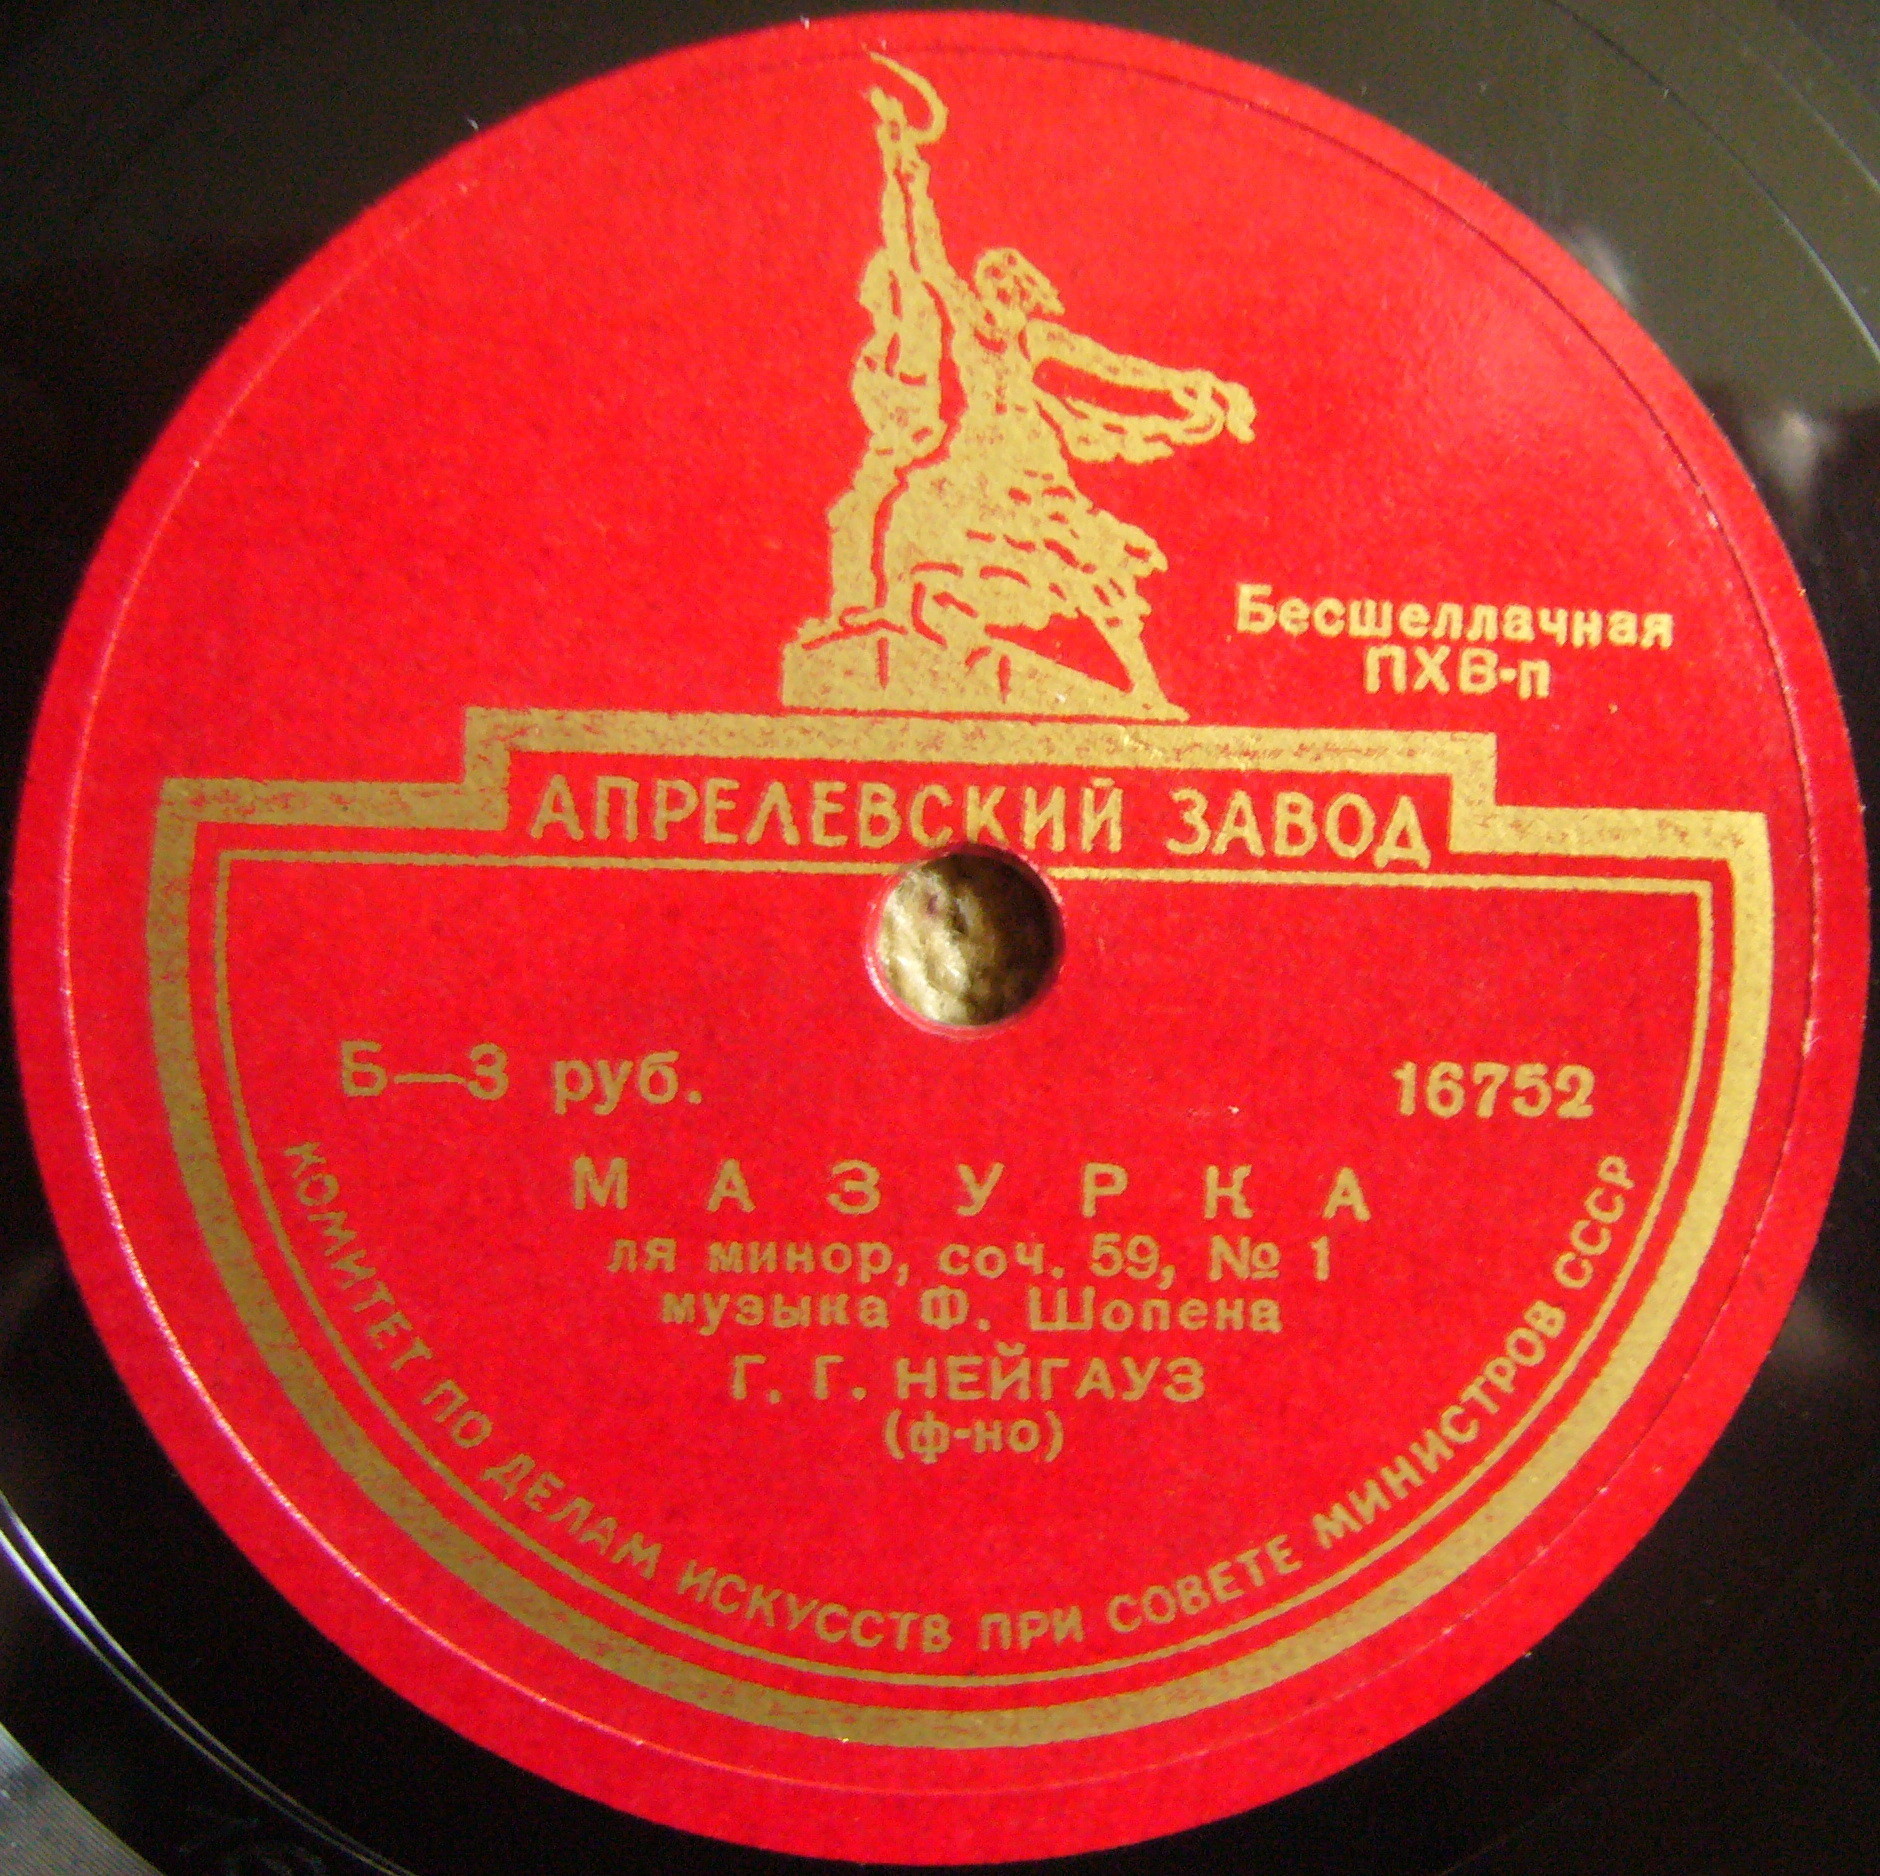 Бесшеллачная
ПХВ-п
АПРЕЛЕВСКИЙ ЗАВОД
Б—3 руб.
16752
МАЗУРКА
ля минор, соч. 59, № 1
музыка Ф. Шопена
Г. Г. НЕЙГАУЗ
(ф-но)
КОМИТЕТ ПО ДЕЛАМ ИСКУССТВ ПРИ СОВЕТЕ МИНИСТРОВ СССР